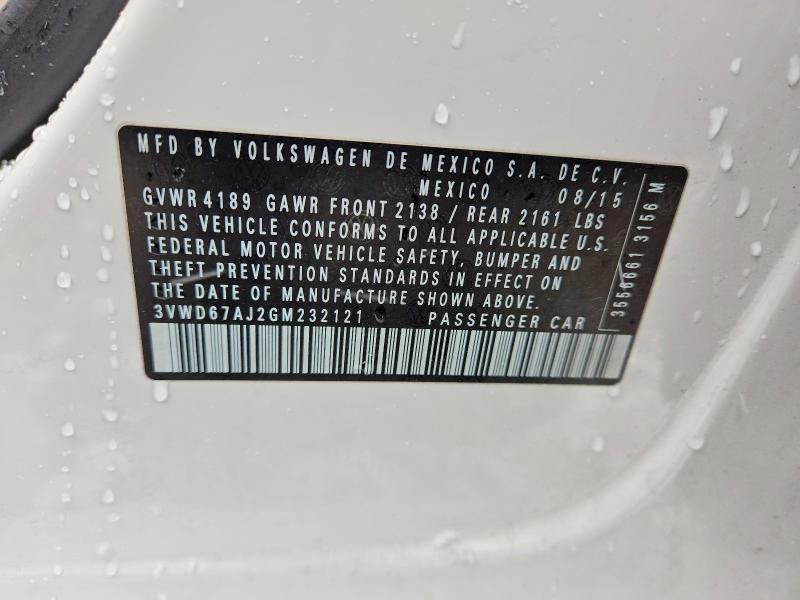 MFD BY VOLKSWAGEN DE MEXICO S.A. DE C.V.
MEXICO 08/15
GVWR 4189 GAWR FRONT 2138 / REAR 2161 LBS
THIS VEHICLE CONFORMS TO ALL APPLICABLE U.S.
FEDERAL MOTOR VEHICLE SAFETY, BUMPER AND
THEFT PREVENTION STANDARDS IN EFFECT ON
THE DATE OF MANUFACTURE SHOWN ABOVE.
3VWD67AJ2GM232121 PASSENGER CAR
3556661 3156 M